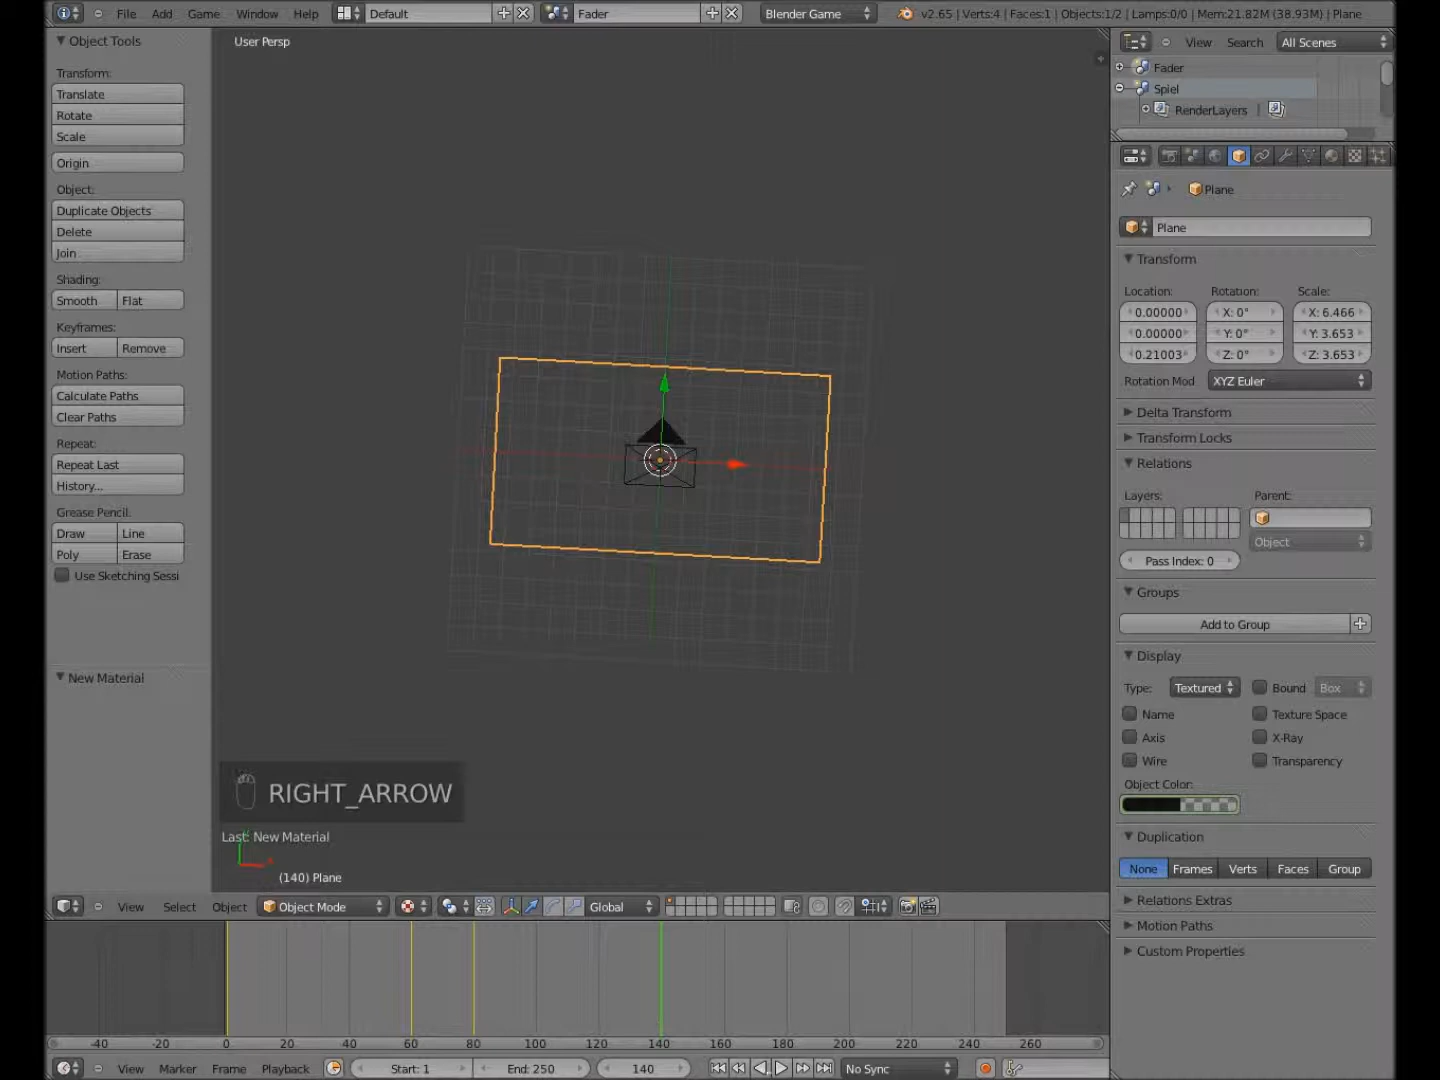 File Add Game Window Help Default Fader Blender Game v2.65 | Verts:4 | Faces:1 | Objects:1/2 | Lamps:0/0 | Mem:21.82M (38.93M) | Plane
Object Tools
User Persp
View Search All Scenes
Fader
Spiel
RenderLayers
Transform:
Translate
Rotate
Scale
Origin
Object:
Duplicate Objects
Delete
Join
Shading:
Smooth Flat
Keyframes:
Insert Remove
Motion Paths:
Calculate Paths
Clear Paths
Repeat:
Repeat Last
History...
Grease Pencil:
Draw Line
Poly Erase
Use Sketching Sessi
New Material
RIGHT_ARROW
Last: New Material
(140) Plane
Plane
Plane
Transform
Location: Rotation: Scale:
0.00000 X: 0° X: 6.466
0.00000 Y: 0° Y: 3.653
0.21003 Z: 0° Z: 3.653
Rotation Mod XYZ Euler
Delta Transform
Transform Locks
Relations
Layers: Parent:
Object
Pass Index: 0
Groups
Add to Group
Display
Type: Textured Bound Box
Name Texture Space
Axis X-Ray
Wire Transparency
Object Color:
Duplication
None Frames Verts Faces Group
Relations Extras
Motion Paths
Custom Properties
View Select Object Object Mode Global
-40 -20 0 20 40 60 80 100 120 140 160 180 200 220 240 260
View Marker Frame Playback Start: 1 End: 250 140 No Sync